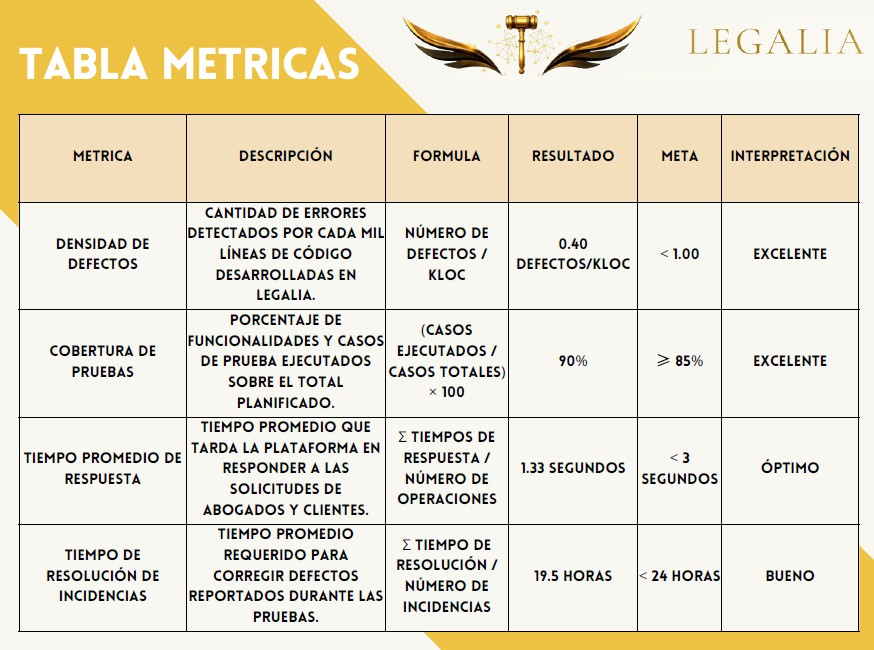 TABLA METRICAS
LEGALIA
METRICA
DESCRIPCIÓN
FORMULA
RESULTADO
META
INTERPRETACIÓN
DENSIDAD DE
DEFECTOS
CANTIDAD DE ERRORES
DETECTADOS POR CADA MIL
LÍNEAS DE CÓDIGO
DESARROLLADAS EN
LEGALIA.
NÚMERO DE
DEFECTOS /
KLOC
0.40
DEFECTOS/KLOC
< 1.00
EXCELENTE
COBERTURA DE
PRUEBAS
PORCENTAJE DE
FUNCIONALIDADES Y CASOS
DE PRUEBA EJECUTADOS
SOBRE EL TOTAL
PLANIFICADO.
(CASOS
EJECUTADOS /
CASOS TOTALES)
× 100
90%
⩾ 85%
EXCELENTE
TIEMPO PROMEDIO DE
RESPUESTA
TIEMPO PROMEDIO QUE
TARDA LA PLATAFORMA EN
RESPONDER A LAS
SOLICITUDES DE
ABOGADOS Y CLIENTES.
Σ TIEMPOS DE
RESPUESTA /
NÚMERO DE
OPERACIONES
1.33 SEGUNDOS
< 3
SEGUNDOS
ÓPTIMO
TIEMPO DE
RESOLUCIÓN DE
INCIDENCIAS
TIEMPO PROMEDIO
REQUERIDO PARA
CORREGIR DEFECTOS
REPORTADOS DURANTE LAS
PRUEBAS.
Σ TIEMPO DE
RESOLUCIÓN /
NÚMERO DE
INCIDENCIAS
19.5 HORAS
< 24 HORAS
BUENO